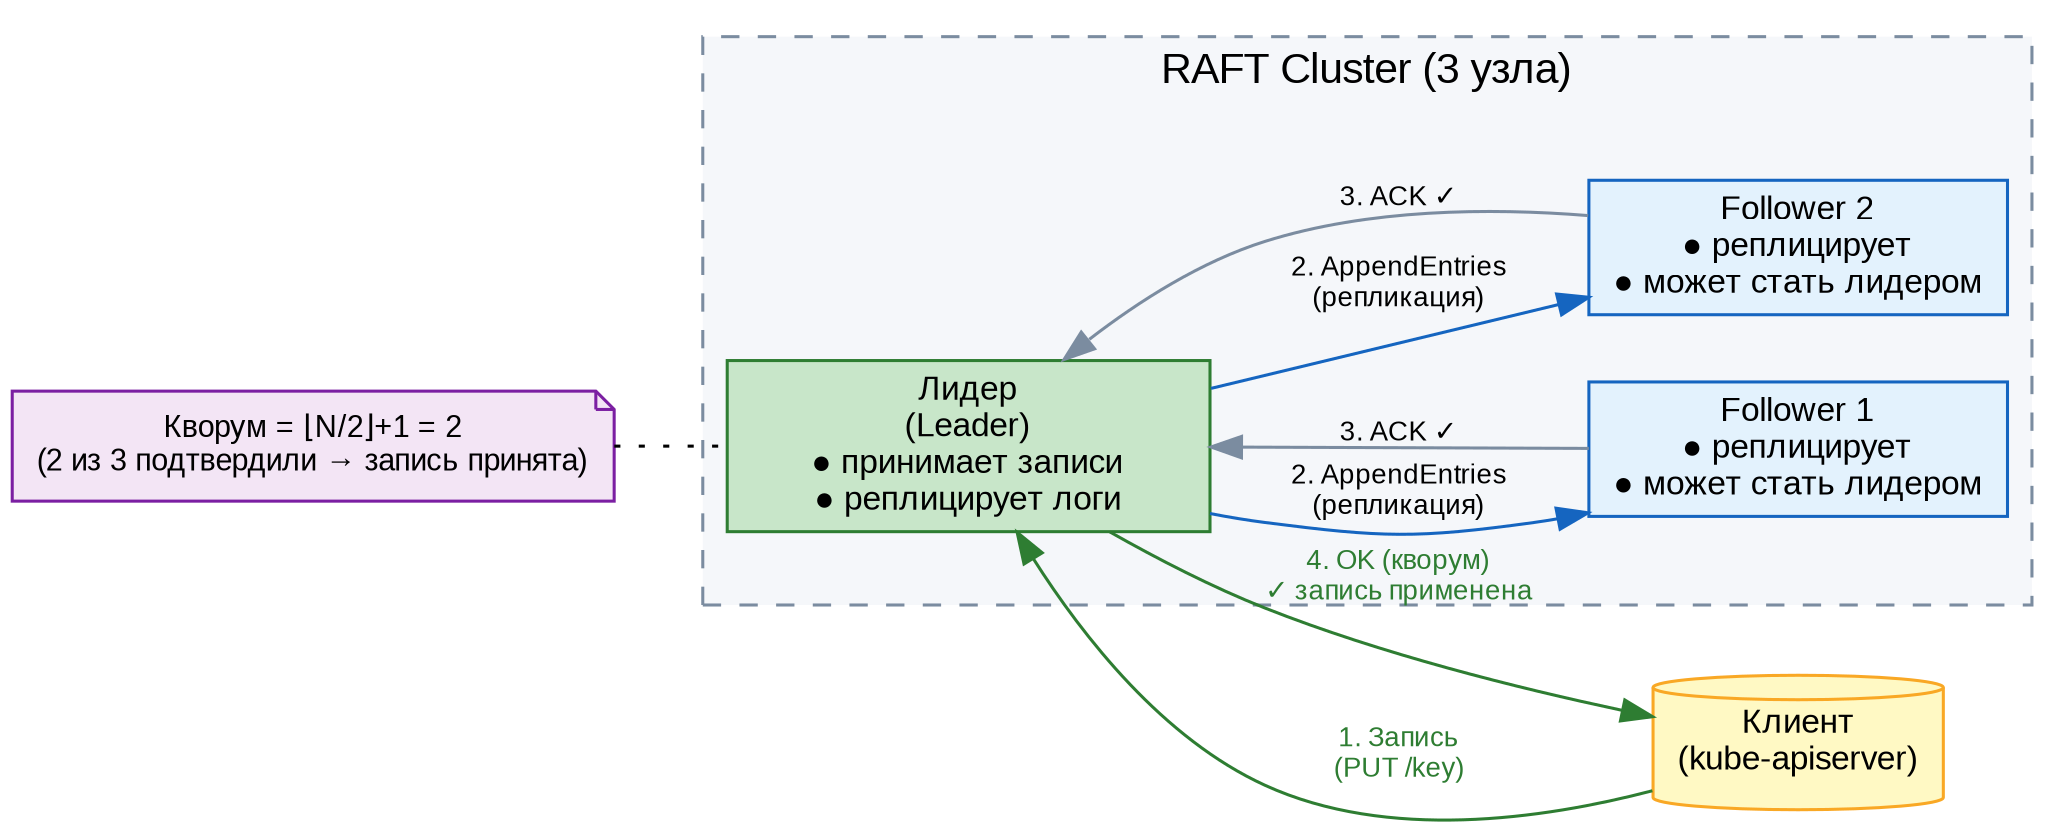 RAFT Cluster (3 узла)
3. ACK ✓
Follower 2
● реплицирует
● может стать лидером
2. AppendEntries
(репликация)
Лидер
(Leader)
● принимает записи
● реплицирует логи
Кворум = ⌊N/2⌋+1 = 2
(2 из 3 подтвердили → запись принята)
3. ACK ✓
Follower 1
● реплицирует
● может стать лидером
2. AppendEntries
(репликация)
4. OK (кворум)
✓ запись применена
1. Запись
(PUT /key)
Клиент
(kube-apiserver)